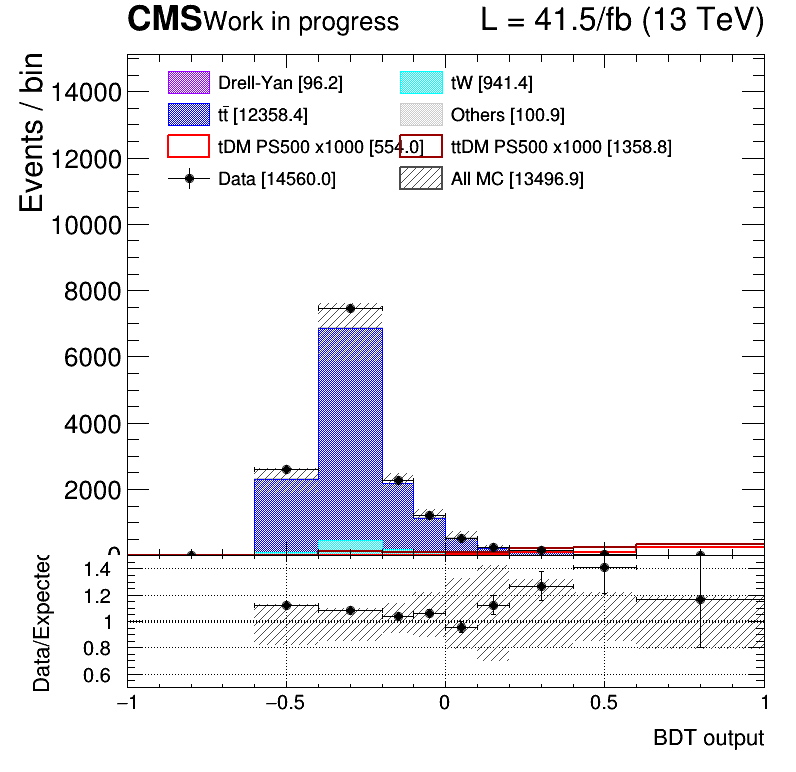 CMS Work in progress L = 41.5/fb (13 TeV)
Events / bin
14000
12000
10000
8000
6000
4000
2000
0
Drell-Yan [96.2]
tW [941.4]
tt̄ [12358.4]
Others [100.9]
tDM PS500 x1000 [554.0]
ttDM PS500 x1000 [1358.8]
Data [14560.0]
All MC [13496.9]
Data/Expected
1.4
1.2
1
0.8
0.6
−1 −0.5 0 0.5 1
BDT output